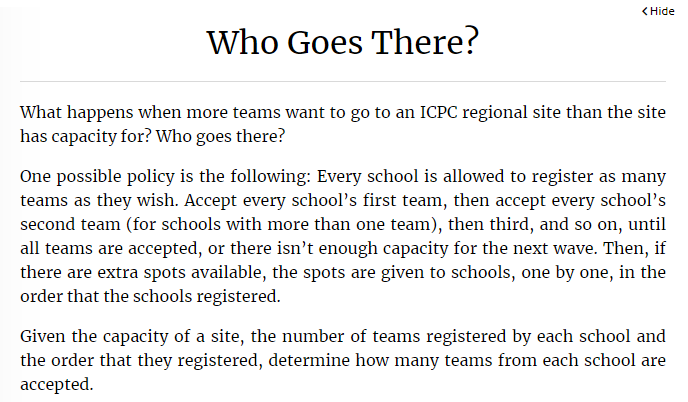 Hide
Who Goes There?
What happens when more teams want to go to an ICPC regional site than the site
has capacity for? Who goes there?
One possible policy is the following: Every school is allowed to register as many
teams as they wish. Accept every school’s first team, then accept every school’s
second team (for schools with more than one team), then third, and so on, until
all teams are accepted, or there isn’t enough capacity for the next wave. Then, if
there are extra spots available, the spots are given to schools, one by one, in the
order that the schools registered.
Given the capacity of a site, the number of teams registered by each school and
the order that they registered, determine how many teams from each school are
accepted.